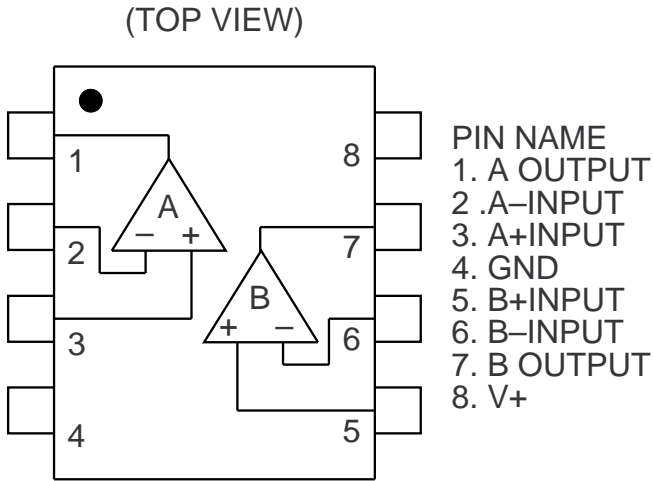 (TOP VIEW)
1
2
3
4
8
7
6
5
A
– +
B
+ –
PIN NAME
1. A OUTPUT
2 .A–INPUT
3. A+INPUT
4. GND
5. B+INPUT
6. B–INPUT
7. B OUTPUT
8. V+